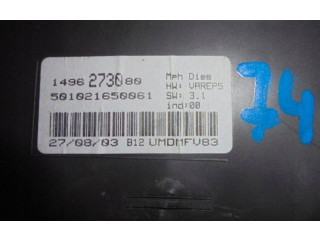 1496 273080 Mph Dies
501021650061 HW: VAREPS
SW: 3.1
ind:00
27/08/03 B12 UMDMFV83
74